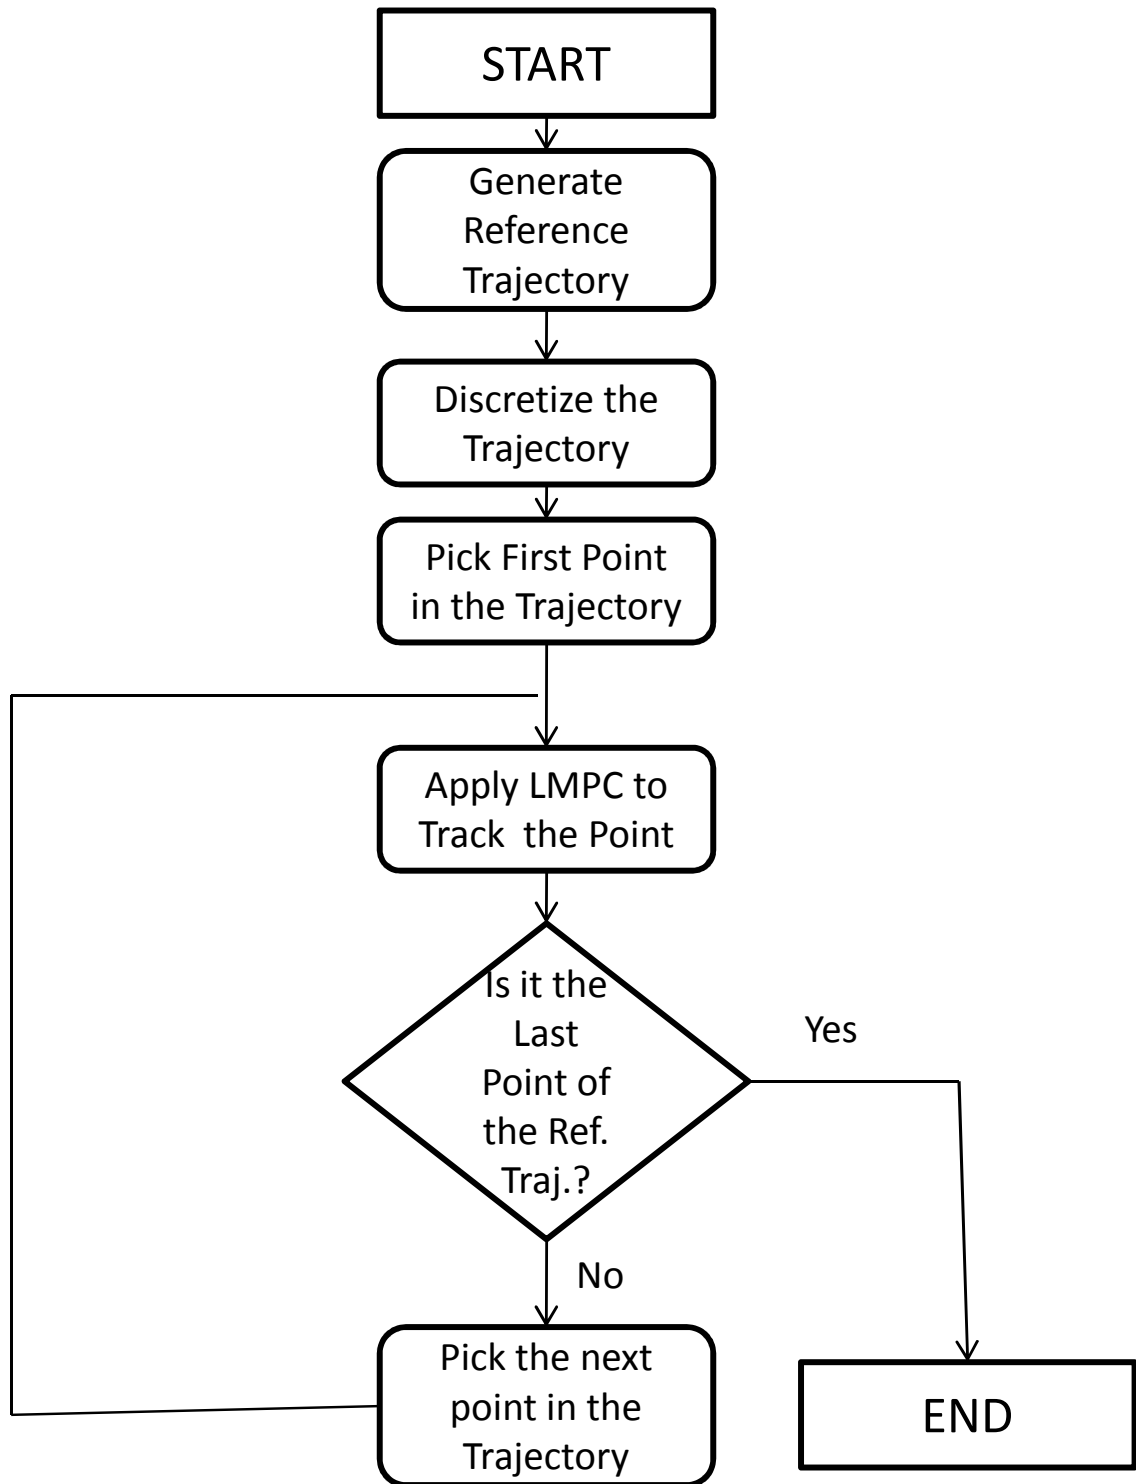 START
Generate
Reference
Trajectory
Discretize the
Trajectory
Pick First Point
in the Trajectory
Apply LMPC to
Track  the Point
Is it the
Last
Point of
the Ref.
Traj.?
Yes
No
Pick the next
point in the
Trajectory
END